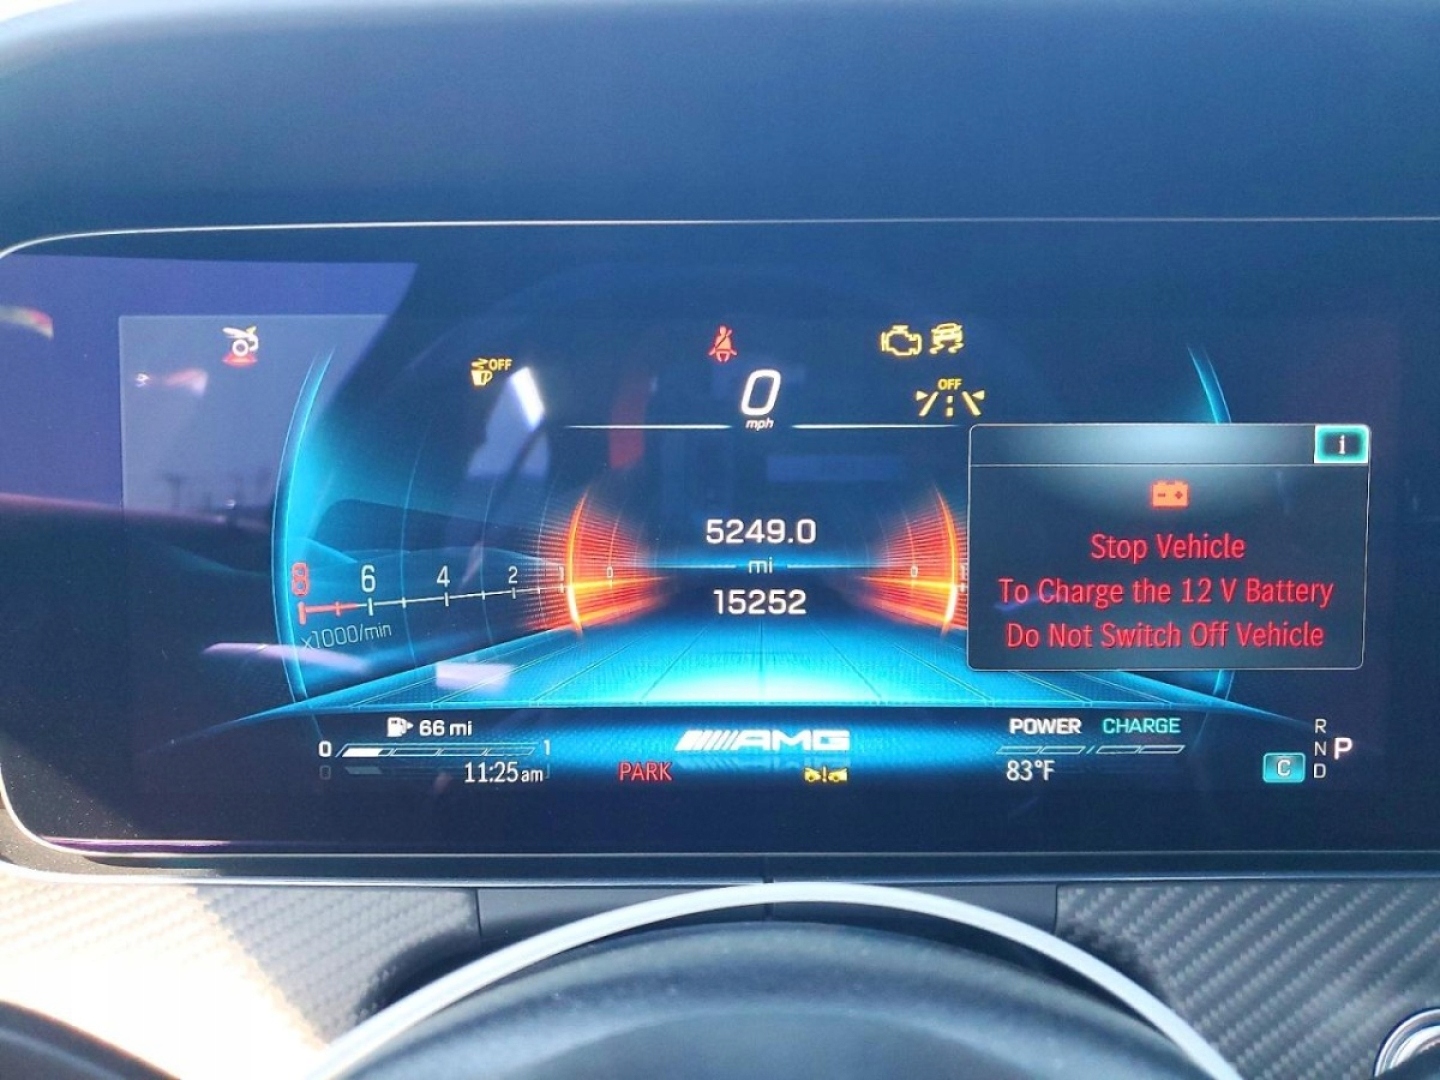 OFF
0
mph
OFF
i
Stop Vehicle
To Charge the 12 V Battery
Do Not Switch Off Vehicle
5249.0
mi
15252
8 6 4 2 1 0
0
x1000/min
66 mi
0 1
11:25am
PARK
AMG
POWER CHARGE
83°F
C
R
N
D
P